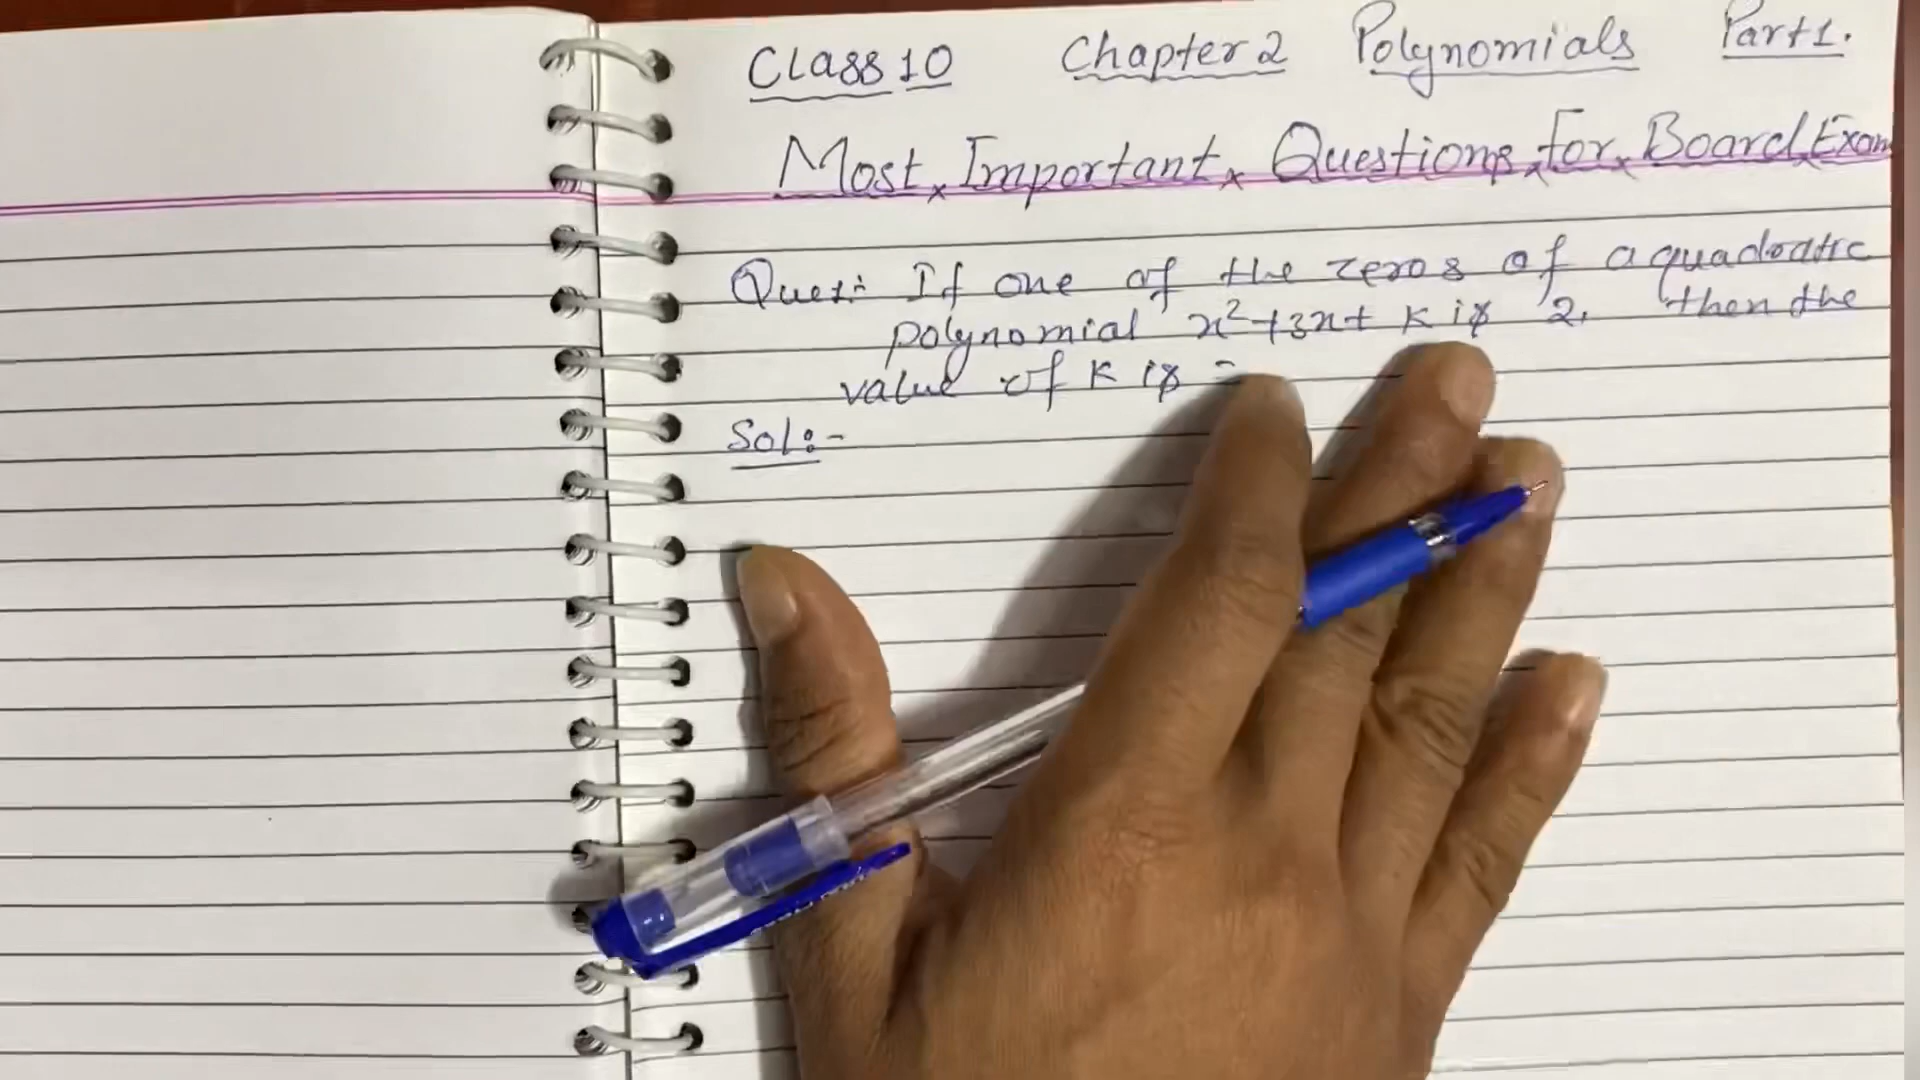 Class 10 Chapter 2 Polynomials Part 1.
Most Important Questions For Board Exam
Ques1:- If one of the zeros of a quadratic
polynomial x²+3x+ K is 2. then the
value of K is =
Sol:-